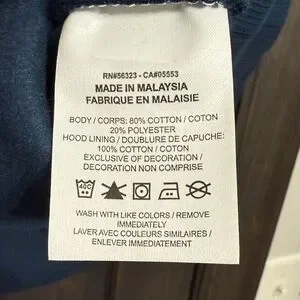 RN#56323 - CA#05553
MADE IN MALAYSIA
FABRIQUE EN MALAISIE
BODY / CORPS: 80% COTTON / COTON
20% POLYESTER
HOOD LINING / DOUBLURE DE CAPUCHE:
100% COTTON / COTON
EXCLUSIVE OF DECORATION /
DECORATION NON COMPRISE
40C
WASH WITH LIKE COLORS / REMOVE
IMMEDIATELY
LAVER AVEC COULEURS SIMILAIRES /
ENLEVER IMMEDIATEMENT